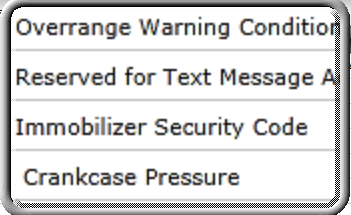 Overrange Warning Condition
Reserved for Text Message A
Immobilizer Security Code
Crankcase Pressure